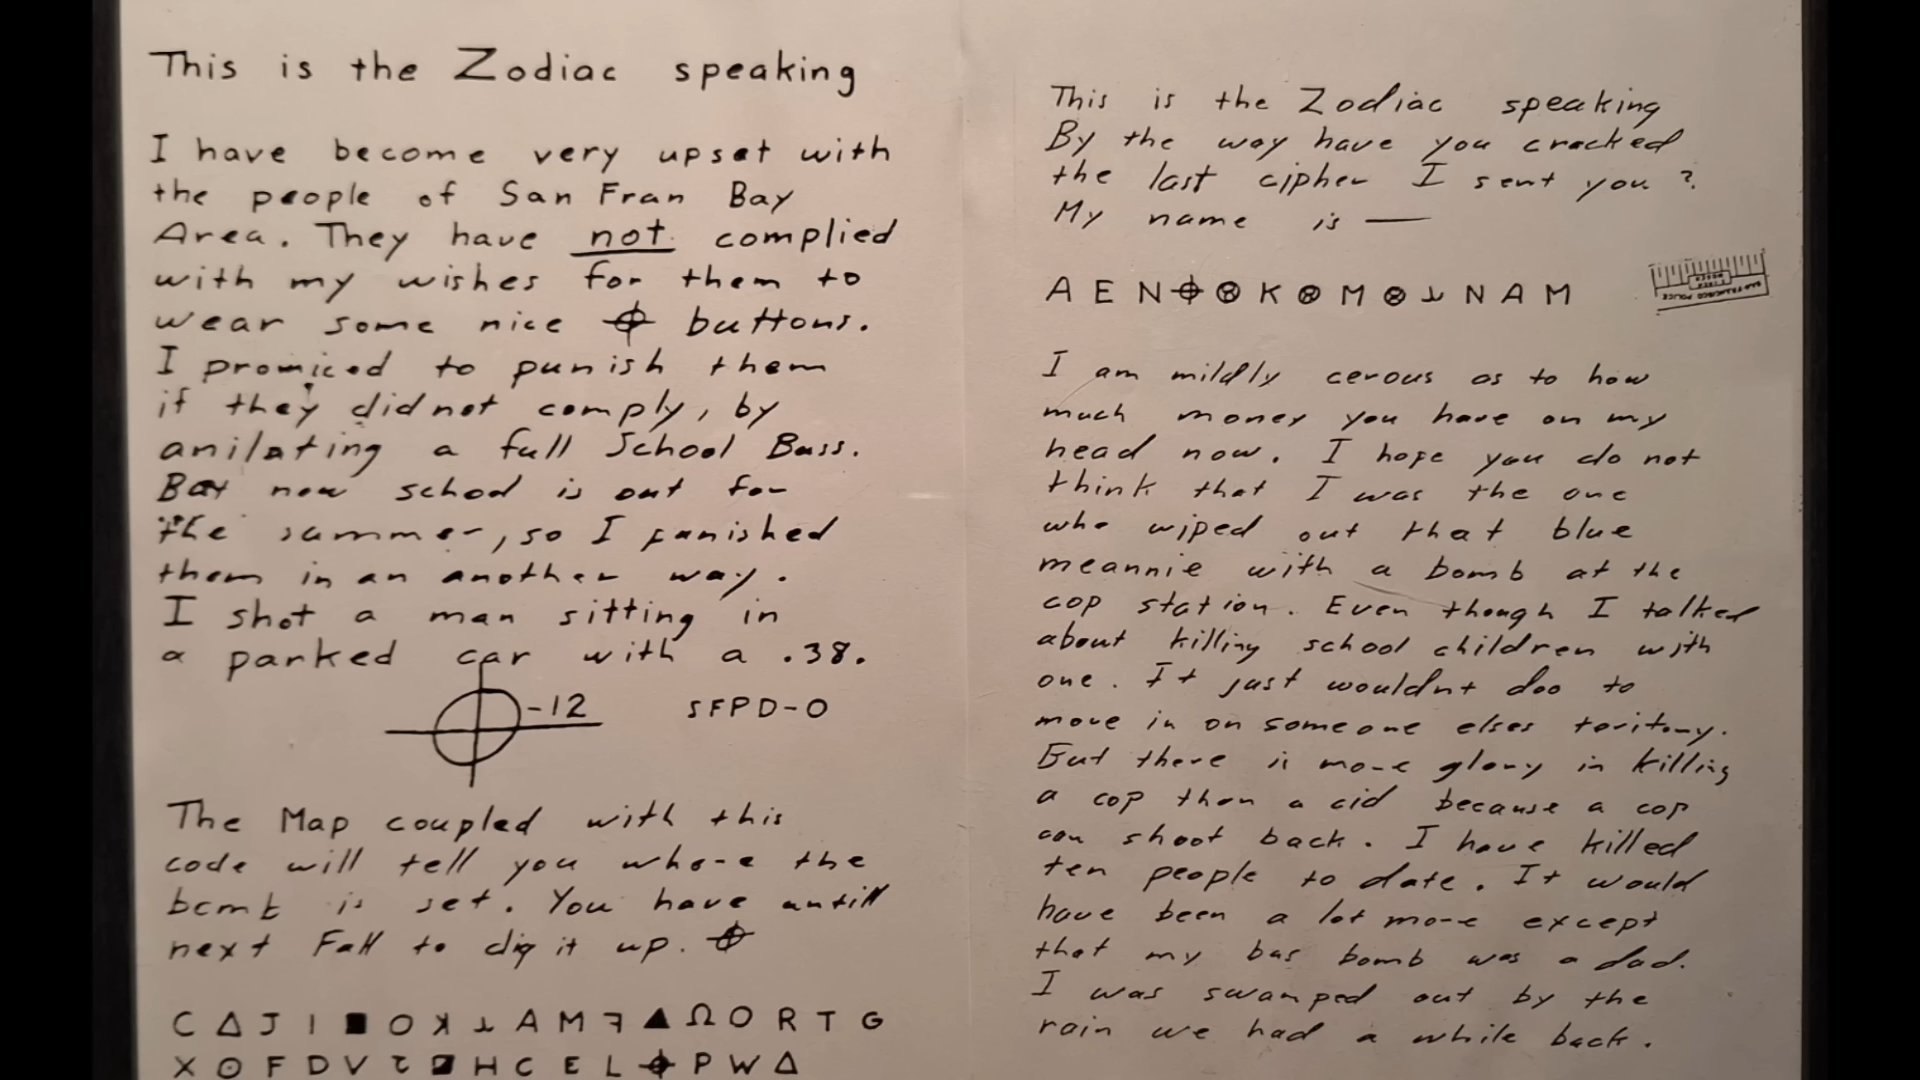 This is the Zodiac speaking
I have become very upset with
the people of San Fran Bay
Area. They have not complied
with my wishes for them to
wear some nice ⌖ buttons.
I promiced to punish them
if they did not comply, by
anilating a full School Buss.
But now school is out for
the summer, so I punished
them in an another way.
I shot a man sitting in
a parked car with a .38.
⌖-12 SFPD-0
The Map coupled with this
code will tell you who-e the
bomb is set. You have untill
next Fall to dig it up. ⌖
C Δ J I ■ O ꓘ ⅄ A M ꟻ ▲ Ω O R T G
X ⊙ F D V Ʇ ◪ H C E L ⌖ P W Δ
This is the Zodiac speaking
By the way have you cracked
the last cipher I sent you?
My name is —
A E N ⌖ ⊗ K ⊗ M ⊗ ⅄ N A M
SAN FRANCISCO POLICE
I am mildly cerous as to how
much money you have on my
head now. I hope you do not
think that I was the one
who wiped out that blue
meannie with a bomb at the
cop station. Even though I talked
about killing school children with
one. It just wouldnt doo to
move in on someone elses teritory.
But there is more glory in killing
a cop than a cid because a cop
can shoot back. I have killed
ten people to date. It would
have been a lot more except
that my bus bomb was a dud.
I was swamped out by the
rain we had a while back.